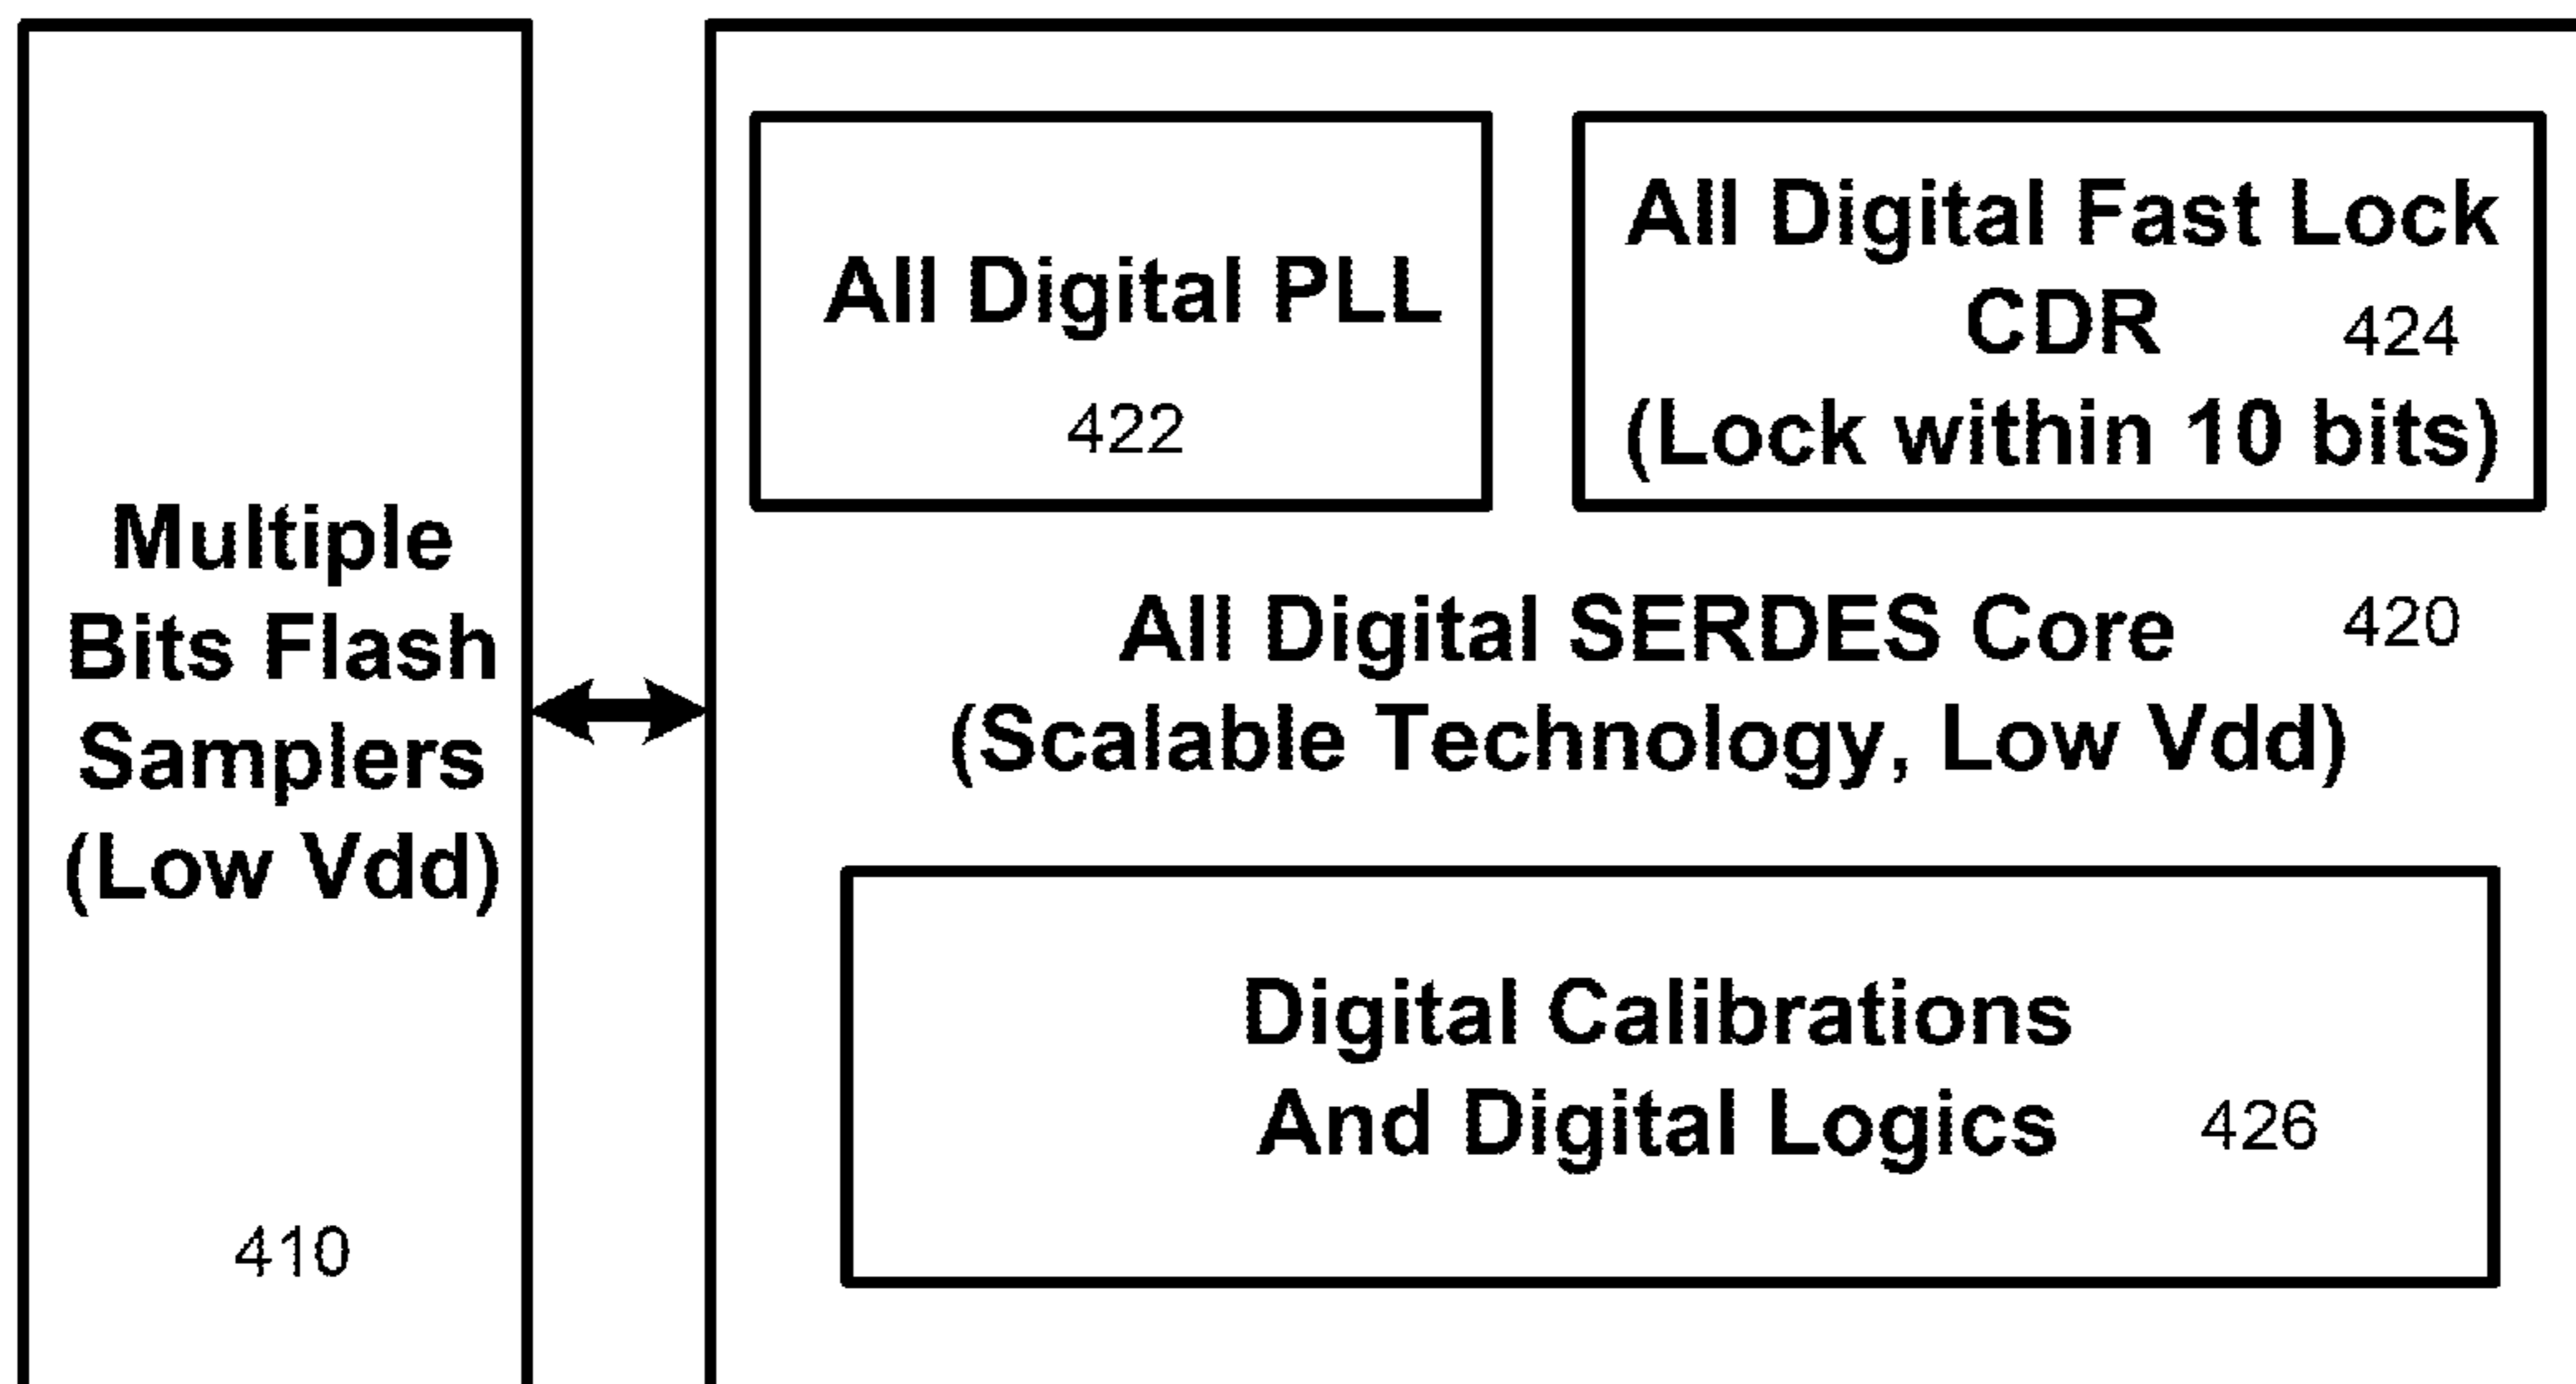 Multiple
Bits Flash
Samplers
(Low Vdd)
410
All Digital PLL
422
All Digital Fast Lock
CDR 424
(Lock within 10 bits)
All Digital SERDES Core 420
(Scalable Technology, Low Vdd)
Digital Calibrations
And Digital Logics 426